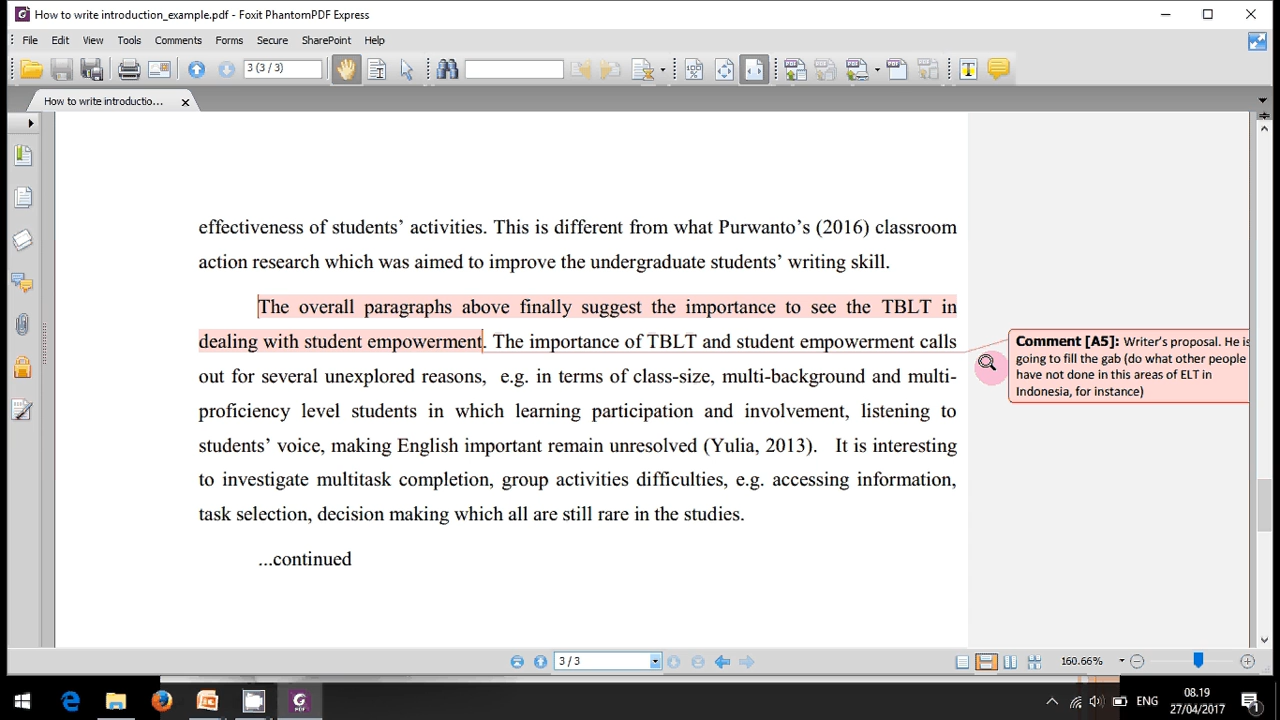 How to write introduction_example.pdf - Foxit PhantomPDF Express
File Edit View Tools Comments Forms Secure SharePoint Help
3 (3 / 3)
How to write introductio...
effectiveness of students’ activities. This is different from what Purwanto’s (2016) classroom
action research which was aimed to improve the undergraduate students’ writing skill.
The overall paragraphs above finally suggest the importance to see the TBLT in
dealing with student empowerment. The importance of TBLT and student empowerment calls
out for several unexplored reasons, e.g. in terms of class-size, multi-background and multi-
proficiency level students in which learning participation and involvement, listening to
students’ voice, making English important remain unresolved (Yulia, 2013). It is interesting
to investigate multitask completion, group activities difficulties, e.g. accessing information,
task selection, decision making which all are still rare in the studies.
...continued
Comment [A5]: Writer’s proposal. He is
going to fill the gab (do what other people
have not done in this areas of ELT in
Indonesia, for instance)
3 / 3
160.66%
ENG
08.19
27/04/2017